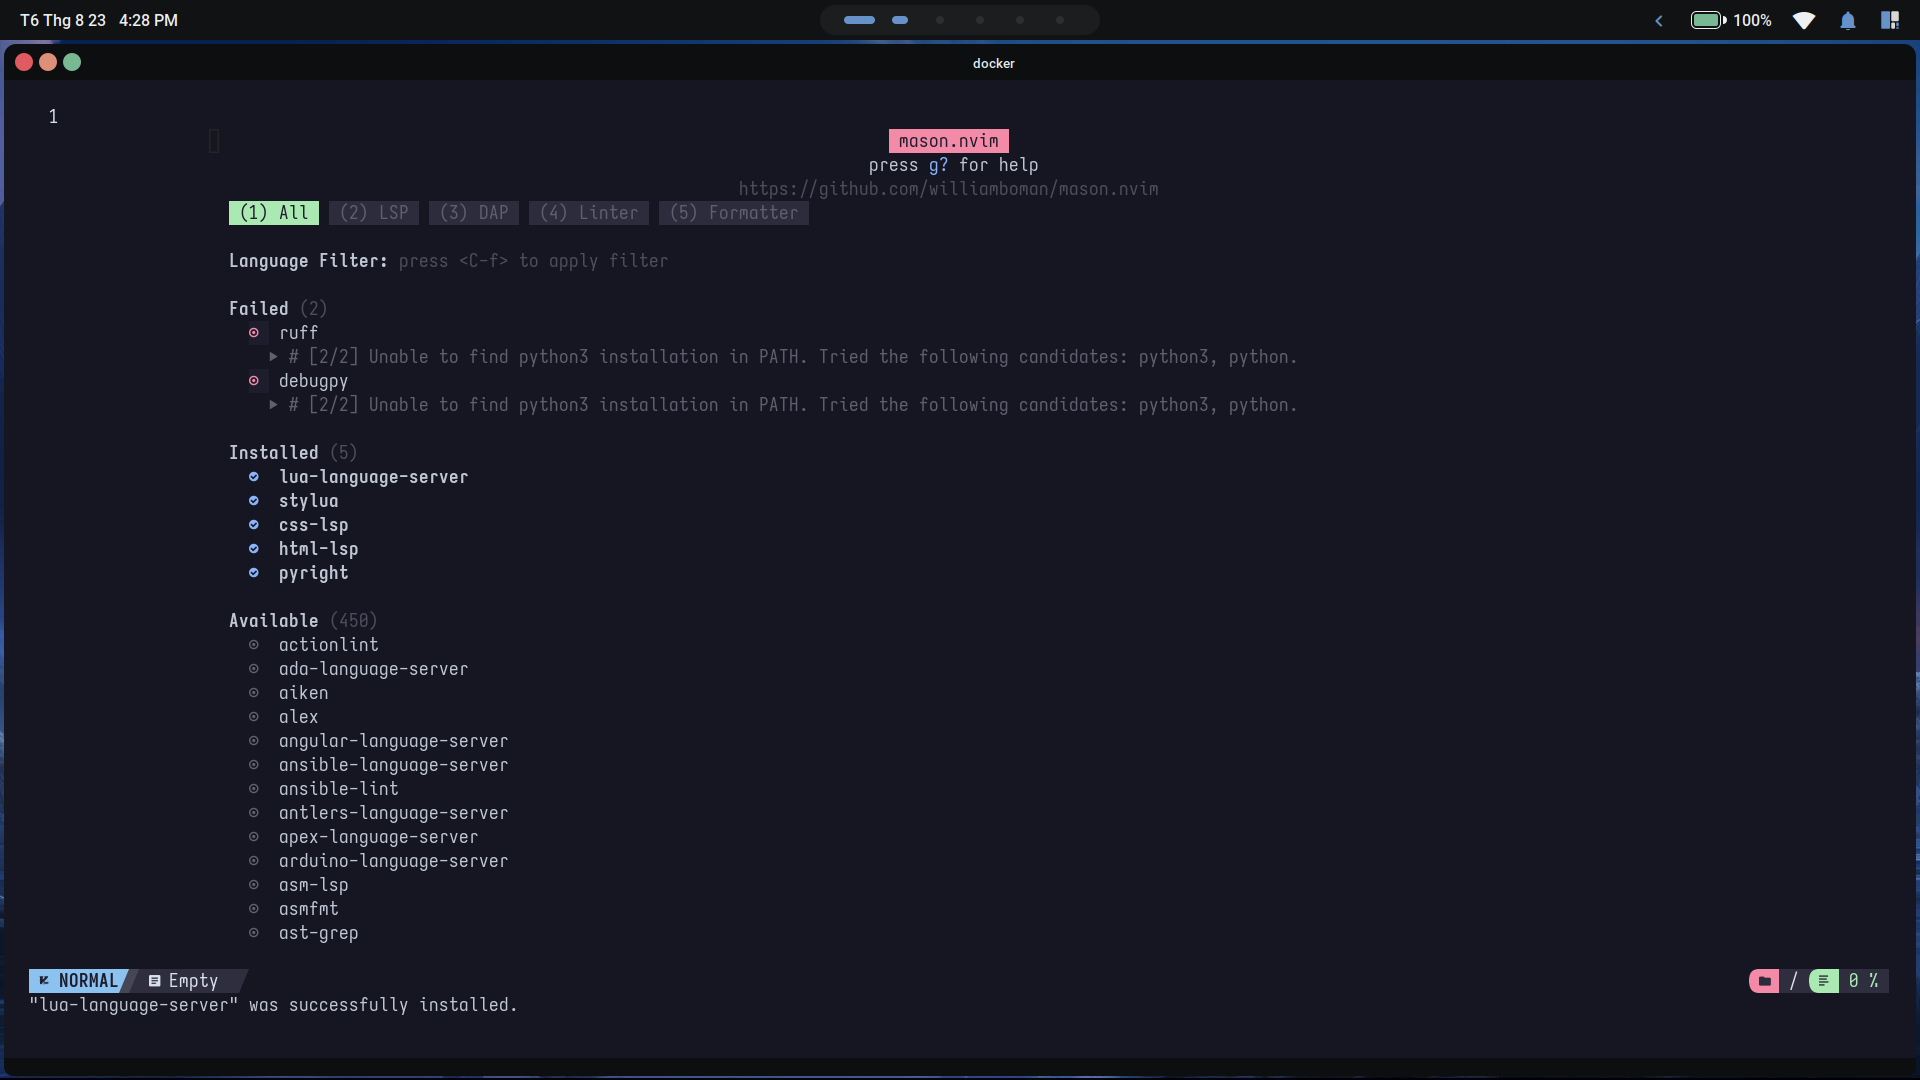 T6 Thg 8 23 4:28 PM
100%
docker
1
mason.nvim
press g? for help
https://github.com/williamboman/mason.nvim
(1) All (2) LSP (3) DAP (4) Linter (5) Formatter
Language Filter: press <C-f> to apply filter
Failed (2)
ruff
▶ # [2/2] Unable to find python3 installation in PATH. Tried the following candidates: python3, python.
debugpy
▶ # [2/2] Unable to find python3 installation in PATH. Tried the following candidates: python3, python.
Installed (5)
lua-language-server
stylua
css-lsp
html-lsp
pyright
Available (450)
actionlint
ada-language-server
aiken
alex
angular-language-server
ansible-language-server
ansible-lint
antlers-language-server
apex-language-server
arduino-language-server
asm-lsp
asmfmt
ast-grep
NORMAL Empty / 0 %
"lua-language-server" was successfully installed.